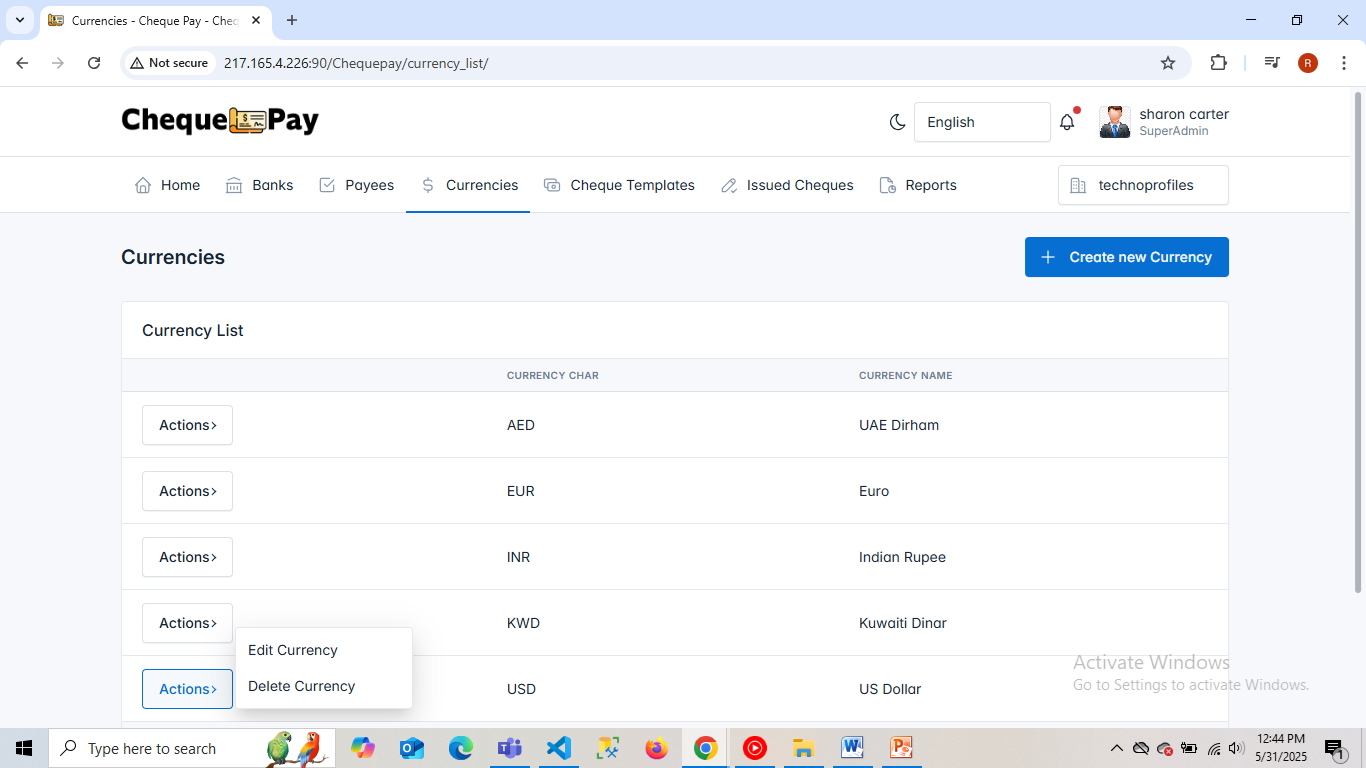 Currencies - Cheque Pay - Cheq
Not secure 217.165.4.226:90/Chequepay/currency_list/
R
Cheque Pay
English
sharon carter
SuperAdmin
Home Banks Payees Currencies Cheque Templates Issued Cheques Reports technoprofiles
Currencies
Create new Currency
Currency List
CURRENCY CHAR CURRENCY NAME
Actions› AED UAE Dirham
Actions› EUR Euro
Actions› INR Indian Rupee
Actions› KWD Kuwaiti Dinar
Edit Currency
Actions› Delete Currency USD US Dollar
Activate Windows
Go to Settings to activate Windows.
Type here to search
12:44 PM
5/31/2025
1